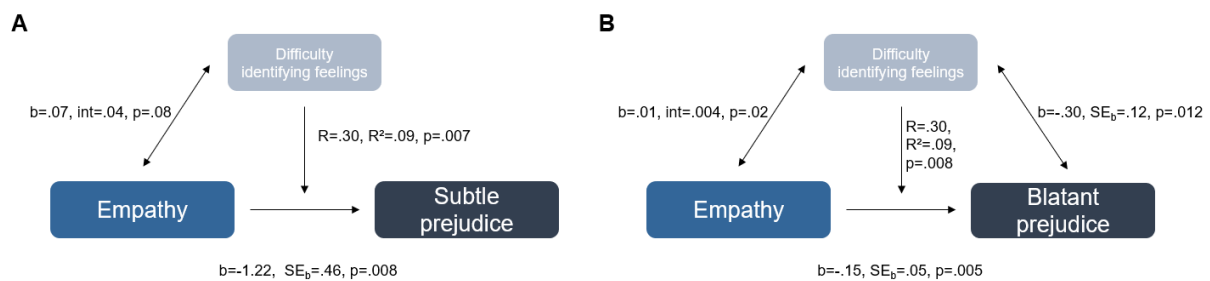 A
Difficulty
identifying feelings
b=.07, int=.04, p=.08
R=.30, R²=.09, p=.007
Empathy
Subtle
prejudice
b=-1.22, SEb=.46, p=.008
B
Difficulty
identifying feelings
b=.01, int=.004, p=.02
R=.30,
R²=.09,
p=.008
b=-.30, SEb=.12, p=.012
Empathy
Blatant
prejudice
b=-.15, SEb=.05, p=.005